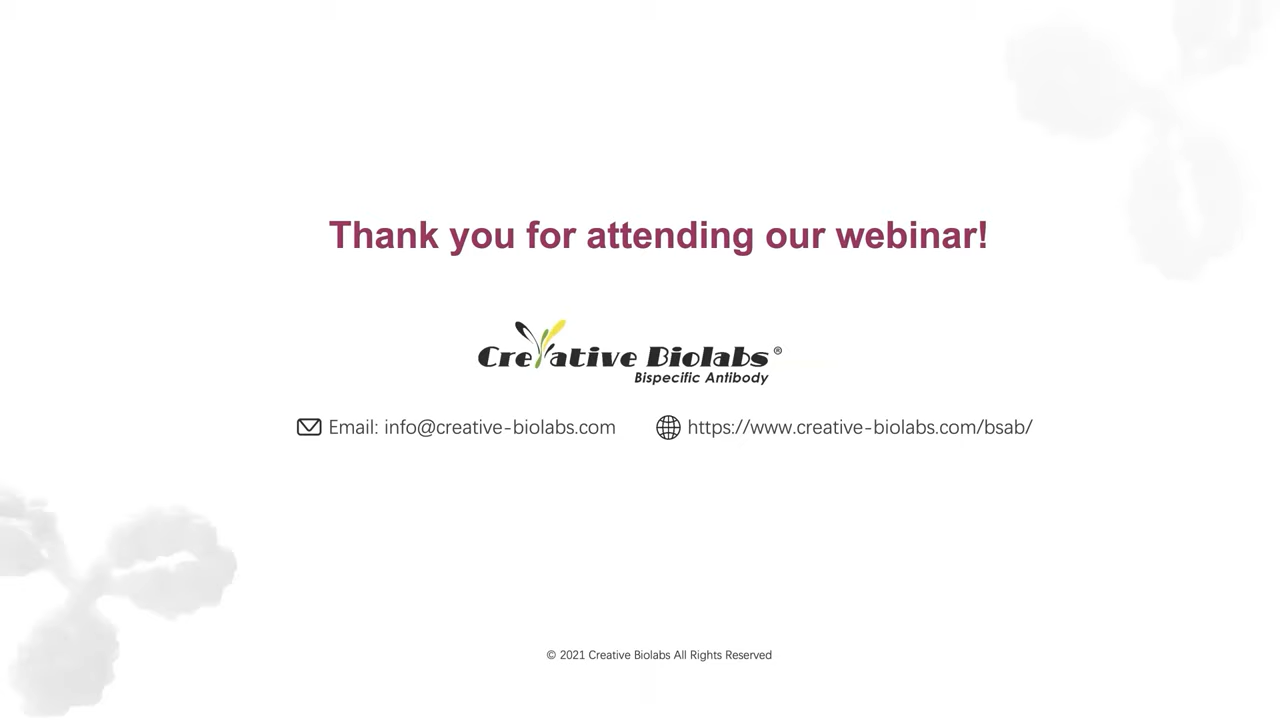 Thank you for attending our webinar!
Creative Biolabs®
Bispecific Antibody
Email: info@creative-biolabs.com
https://www.creative-biolabs.com/bsab/
© 2021 Creative Biolabs All Rights Reserved